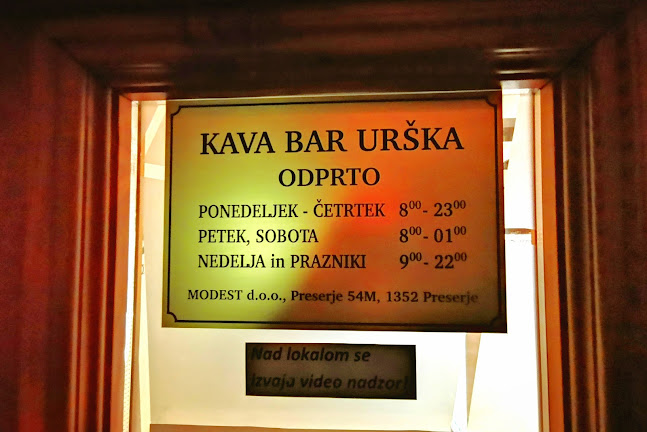 KAVA BAR URŠKA
ODPRTO
PONEDELJEK - ČETRTEK 8⁰⁰ - 23⁰⁰
PETEK, SOBOTA 8⁰⁰ - 01⁰⁰
NEDELJA in PRAZNIKI 9⁰⁰ - 22⁰⁰
MODEST d.o.o., Preserje 54M, 1352 Preserje
Nad lokalom se
izvaja video nadzor!!